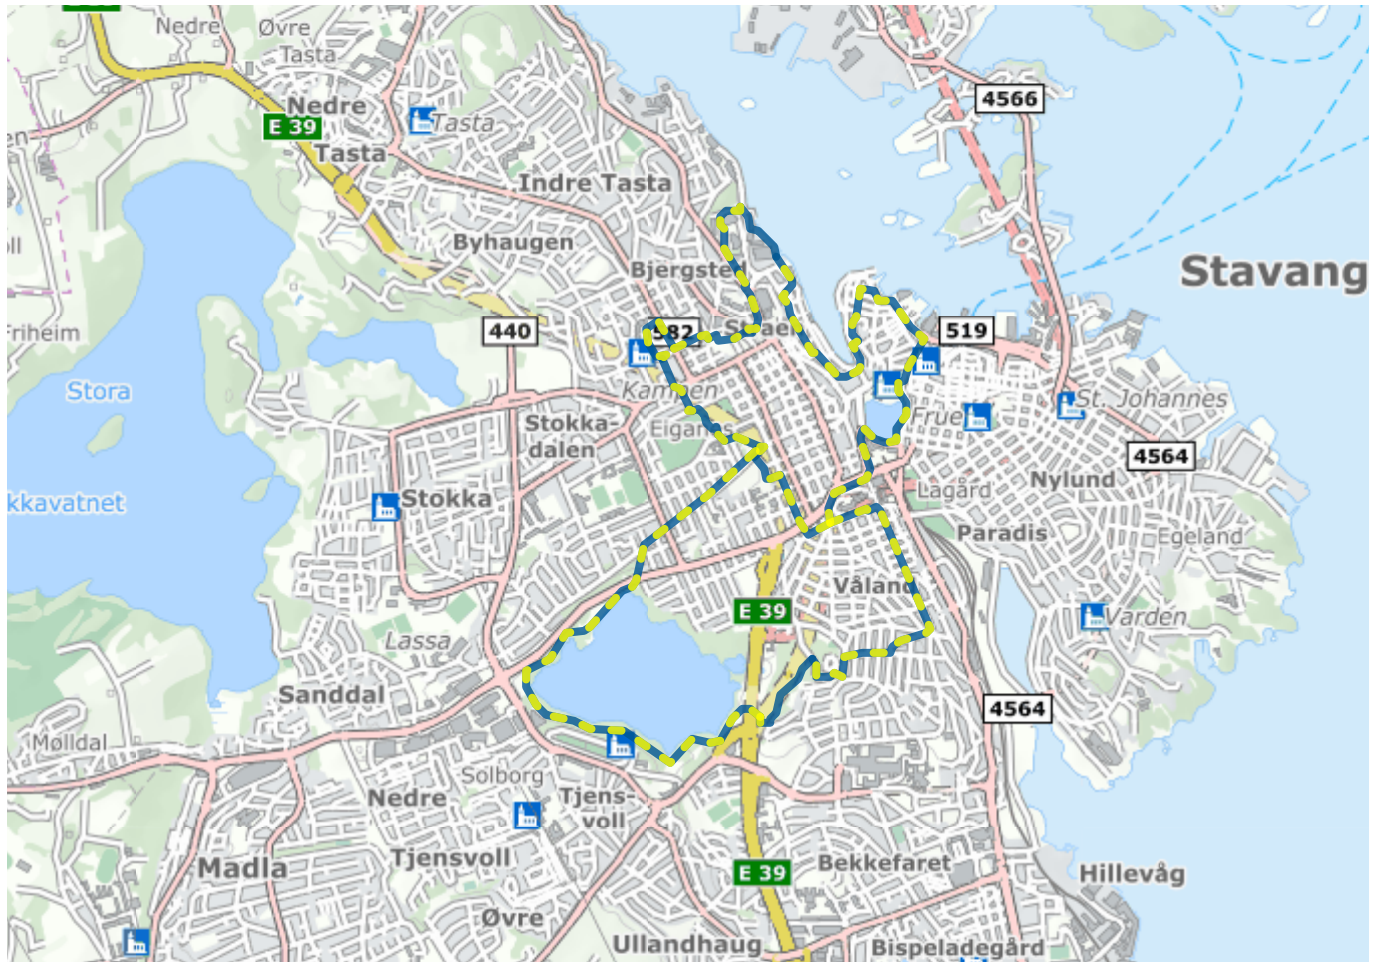 Nedre
Øvre
Tasta
Nedre
Tasta
E 39
Tasta
4566
Indre Tasta
Byhaugen
Bjergsted
Stavang
Friheim
440
582
519
Stora
Kampen
Stokka-
dalen
Eiganes
Frue
St. Johannes
4564
kkavatnet
Stokka
Lagård
Nylund
Paradis
Egeland
Våland
E 39
Varden
Lassa
Sanddal
4564
Mølldal
Solborg
Nedre
Tjensvoll
Tjens-
voll
Madla
E 39
Bekkefaret
Hillevåg
Øvre
Ullandhaug
Bispeladegård